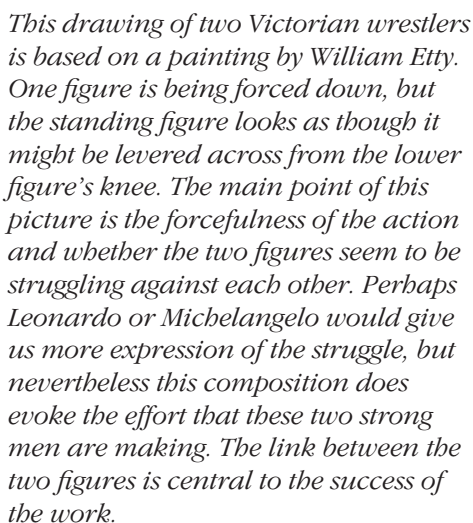 This drawing of two Victorian wrestlers
is based on a painting by William Etty.
One figure is being forced down, but
the standing figure looks as though it
might be levered across from the lower
figure's knee. The main point of this
picture is the forcefulness of the action
and whether the two figures seem to be
struggling against each other. Perhaps
Leonardo or Michelangelo would give
us more expression of the struggle, but
nevertheless this composition does
evoke the effort that these two strong
men are making. The link between the
two figures is central to the success of
the work.